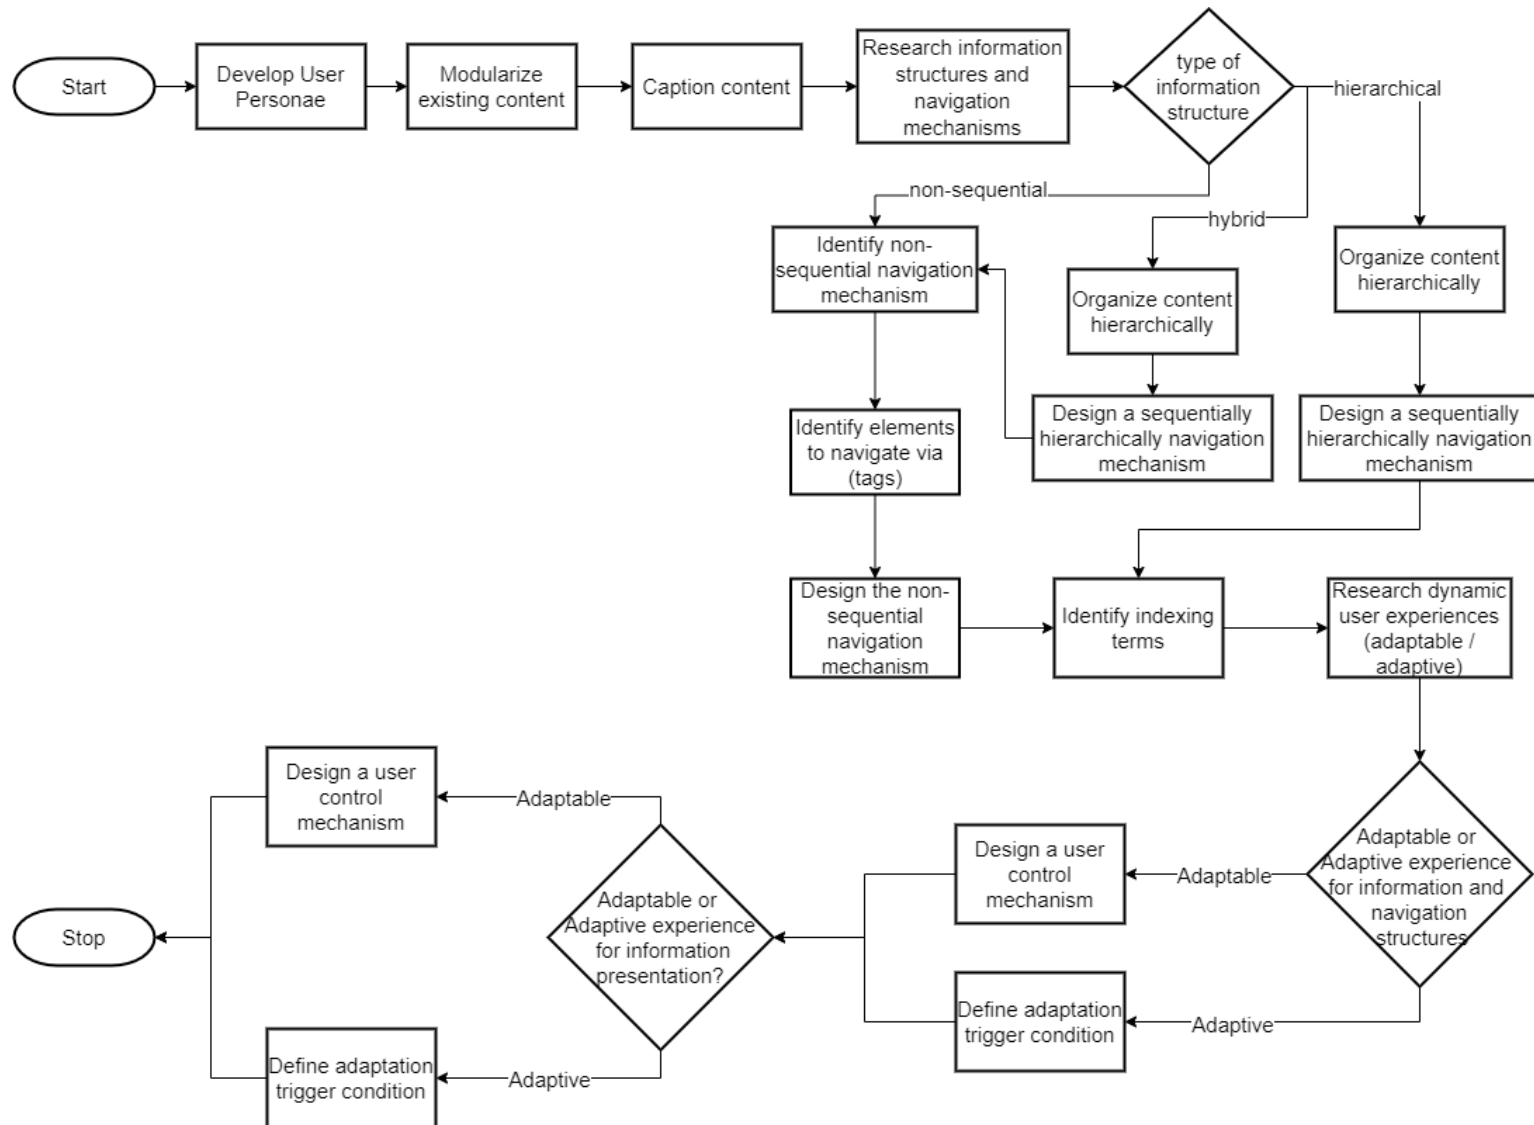 Start
Develop User
Personae
Modularize
existing content
Caption content
Research information
structures and
navigation
mechanisms
type of
information
structure
hierarchical
non-sequential
hybrid
Identify non-
sequential navigation
mechanism
Organize content
hierarchically
Organize content
hierarchically
Identify elements
to navigate via
(tags)
Design a sequentially
hierarchically navigation
mechanism
Design a sequentially
hierarchically navigation
mechanism
Design the non-
sequential
navigation
mechanism
Identify indexing
terms
Research dynamic
user experiences
(adaptable /
adaptive)
Adaptable or
Adaptive experience
for information and
navigation
structures
Adaptable
Design a user
control
mechanism
Adaptive
Define adaptation
trigger condition
Adaptable or
Adaptive experience
for information
presentation?
Adaptable
Design a user
control
mechanism
Adaptive
Define adaptation
trigger condition
Stop